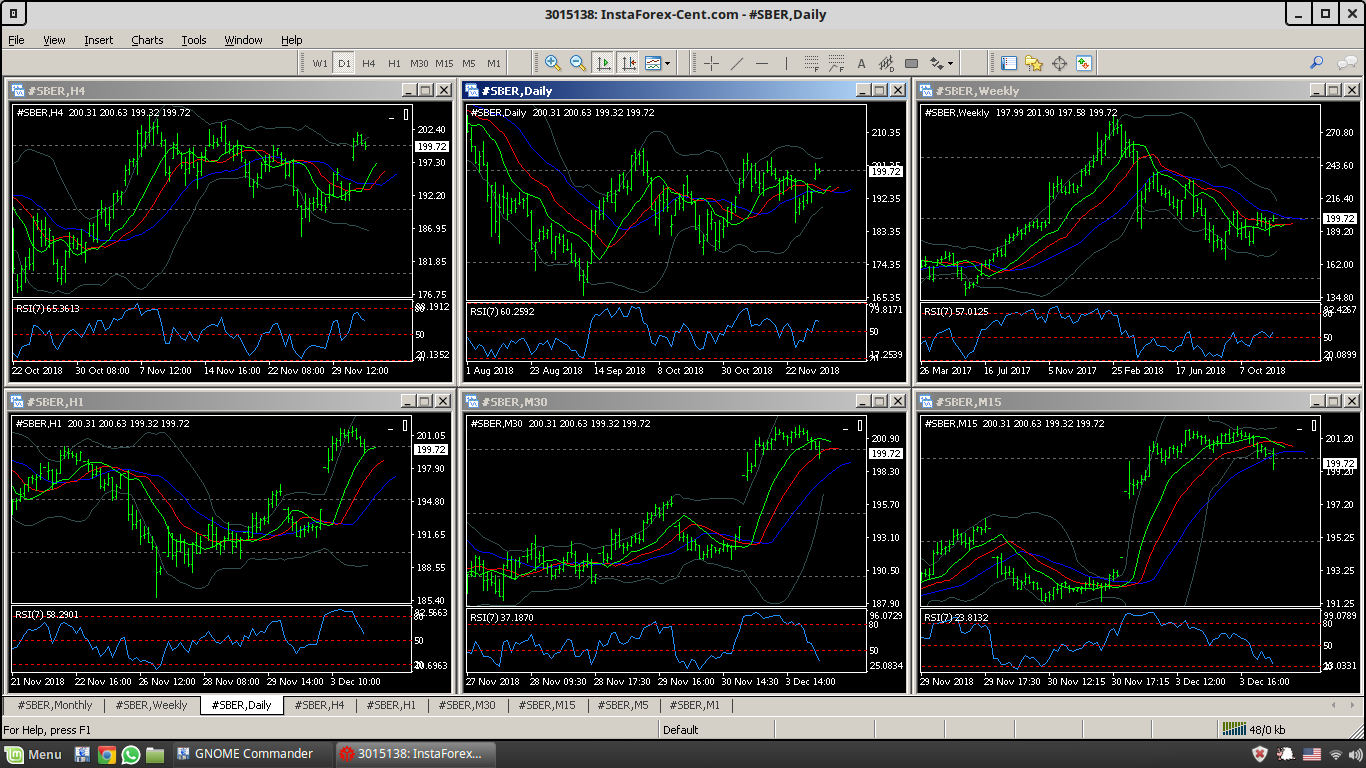 3015138: InstaForex-Cent.com - #SBER,Daily
File View Insert Charts Tools Window Help
W1 D1 H4 H1 M30 M15 M5 M1
#SBER,H4
#SBER,H4 200.31 200.63 199.32 199.72
202.40
199.72
197.30
192.20
186.95
181.85
176.75
RSI(7) 65.3613
50
20.1352
22 Oct 2018 30 Oct 08:00 7 Nov 12:00 14 Nov 16:00 22 Nov 08:00 29 Nov 12:00
#SBER,Daily
#SBER,Daily 200.31 200.63 199.32 199.72
210.35
199.72
192.35
183.35
174.35
165.35
RSI(7) 60.2592
79.8171
50
17.2539
1 Aug 2018 23 Aug 2018 14 Sep 2018 8 Oct 2018 30 Oct 2018 22 Nov 2018
#SBER,Weekly
#SBER,Weekly 197.99 201.90 197.58 199.72
270.80
243.60
216.40
199.72
189.20
162.00
134.80
RSI(7) 57.0125
50
20.0899
26 Mar 2017 16 Jul 2017 5 Nov 2017 25 Feb 2018 17 Jun 2018 7 Oct 2018
#SBER,H1
#SBER,H1 200.31 200.63 199.32 199.72
201.05
199.72
197.90
194.80
191.65
188.55
185.40
RSI(7) 58.2901
80
50
21 Nov 2018 22 Nov 16:00 26 Nov 12:00 28 Nov 08:00 29 Nov 14:00 3 Dec 10:00
#SBER,M30
#SBER,M30 200.31 200.63 199.32 199.72
200.90
199.72
198.30
195.70
193.10
190.50
187.90
RSI(7) 37.1870
96.0729
80
50
25.0834
27 Nov 2018 28 Nov 09:30 28 Nov 17:30 29 Nov 16:00 30 Nov 14:30 3 Dec 14:00
#SBER,M15
#SBER,M15 200.31 200.63 199.32 199.72
201.20
199.72
199.20
197.20
195.25
193.25
191.25
RSI(7) 23.8132
99.0789
80
50
29 Nov 2018 29 Nov 17:30 30 Nov 12:15 30 Nov 17:15 3 Dec 12:00 3 Dec 16:00
#SBER,Monthly #SBER,Weekly #SBER,Daily #SBER,H4 #SBER,H1 #SBER,M30 #SBER,M15 #SBER,M5 #SBER,M1
For Help, press F1 Default 48/0 kb
Menu GNOME Commander 3015138: InstaForex...